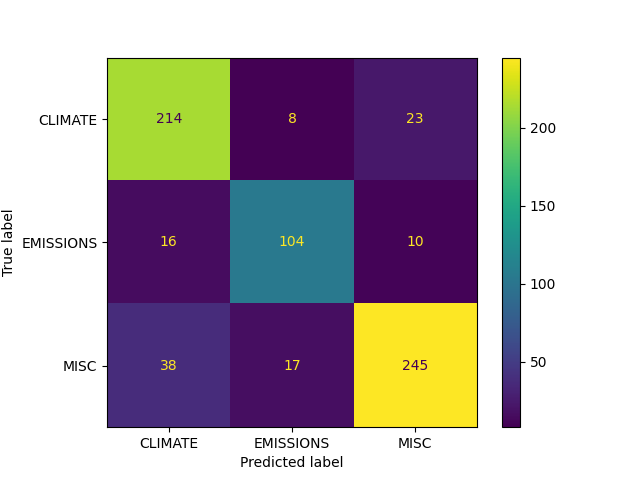 True label
CLIMATE 214 8 23
EMISSIONS 16 104 10
MISC 38 17 245
CLIMATE EMISSIONS MISC
Predicted label
200
150
100
50